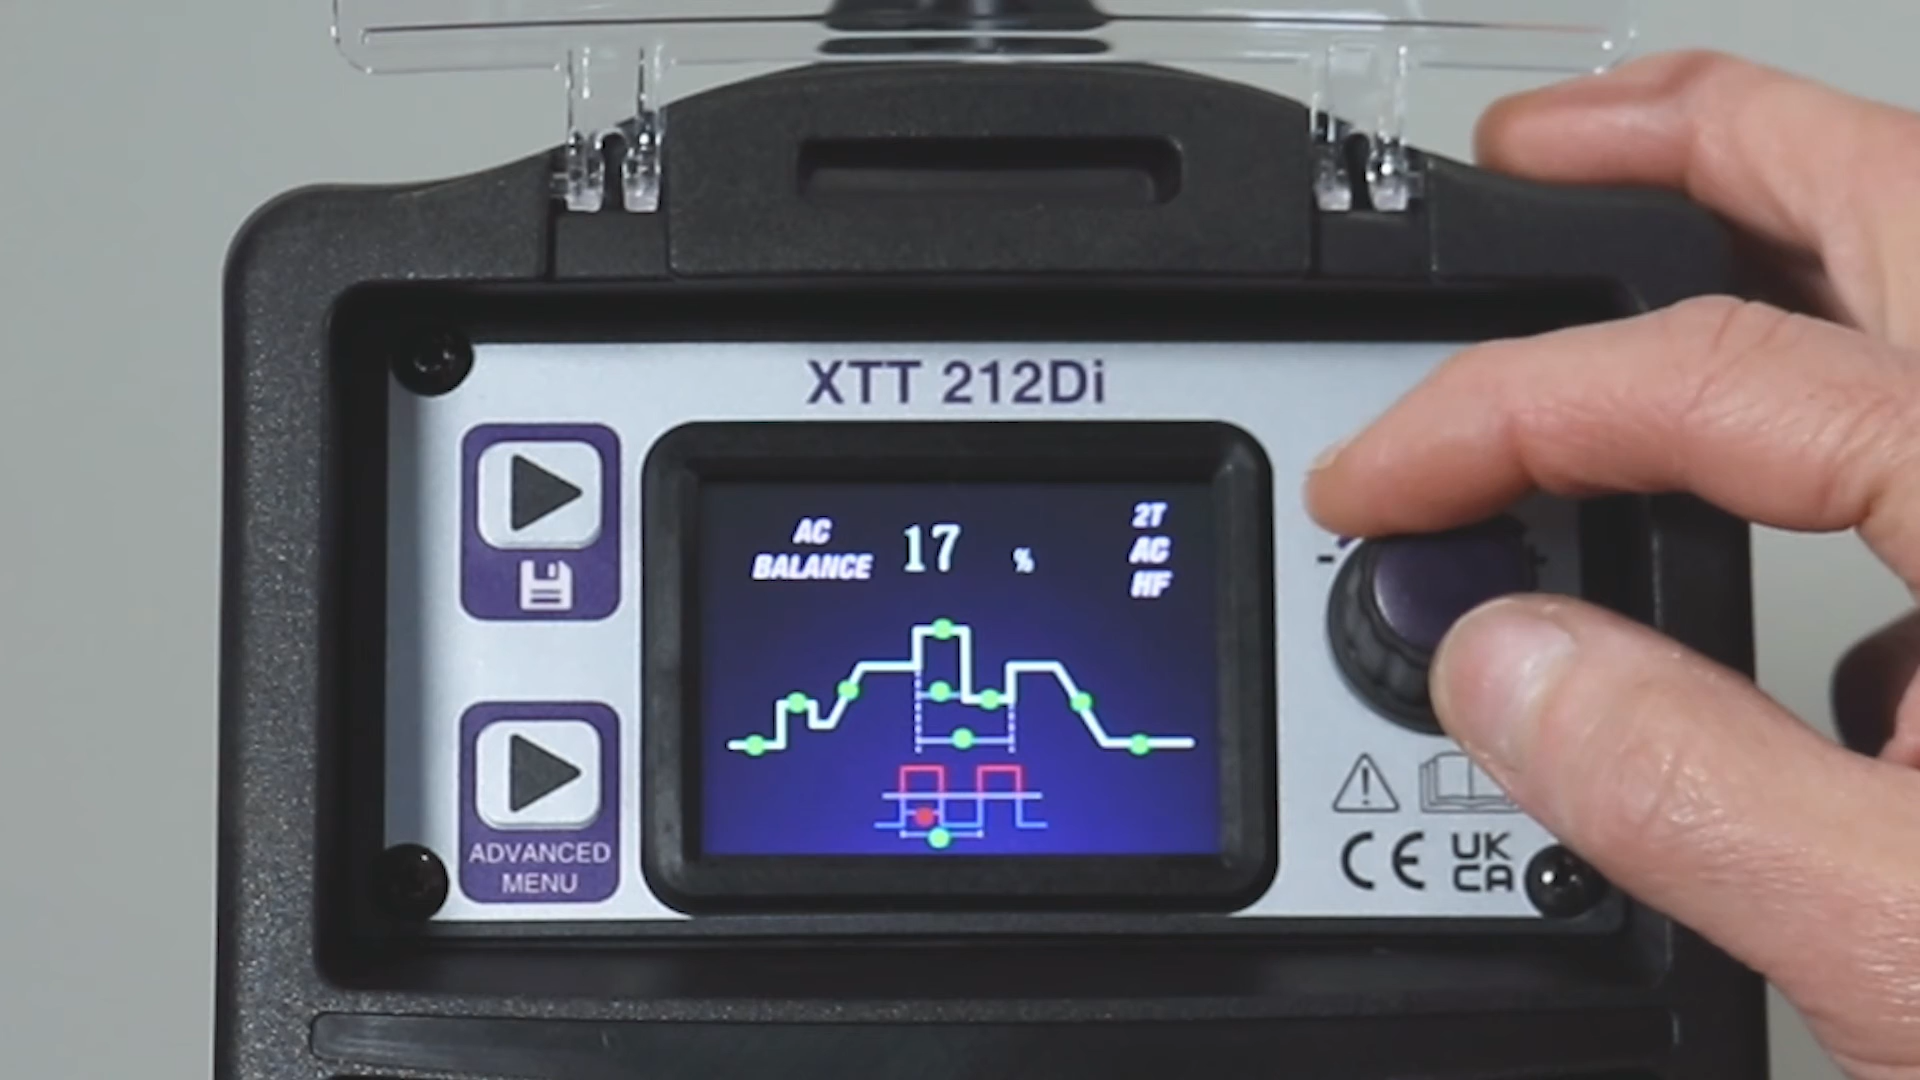 XTT 212Di
AC
BALANCE
17 %
2T
AC
HF
- +
ADVANCED
MENU
CE
UK
CA